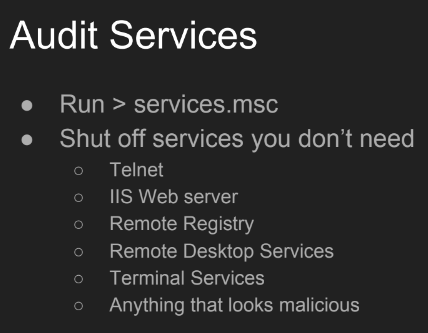 Audit Services
● Run > services.msc
● Shut off services you don’t need
○ Telnet
○ IIS Web server
○ Remote Registry
○ Remote Desktop Services
○ Terminal Services
○ Anything that looks malicious